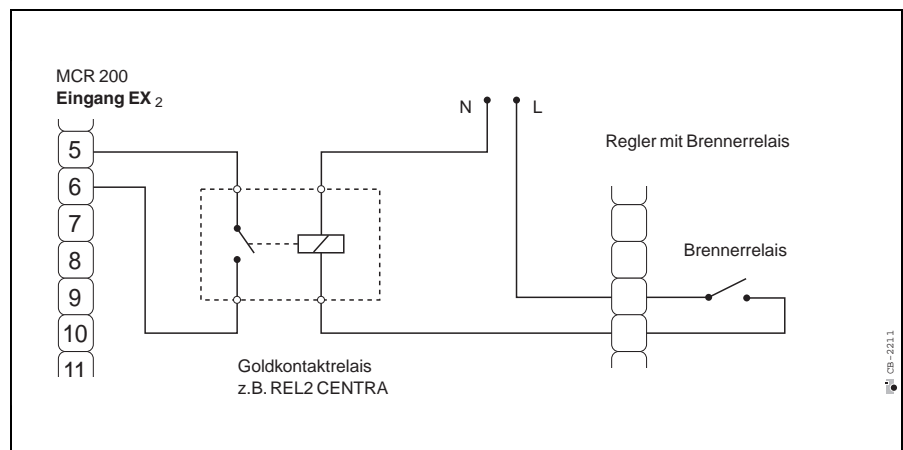 MCR 200
Eingang EX 2
N L
Regler mit Brennerrelais
5
6
7
8
9
10
11
Brennerrelais
Goldkontaktrelais
z.B. REL2 CENTRA
CB-2211